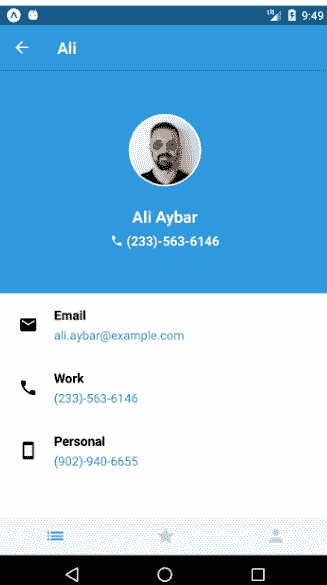 9:49
Ali
Ali Aybar
(233)-563-6146
Email
ali.aybar@example.com
Work
(233)-563-6146
Personal
(902)-940-6655